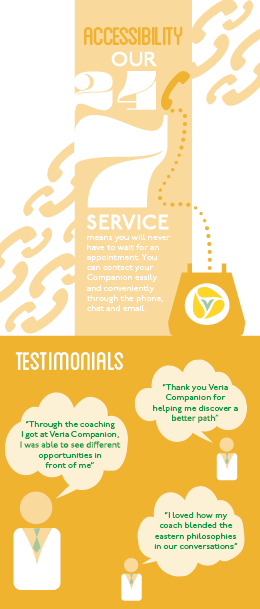 ACCESSIBILITY
OUR
24
7
SERVICE
means you will never
have to wait for an
appointment. You
can contact your
Companion easily
and conveniently
through the phone,
chat and email.
TESTIMONIALS
"Thank you Veria
Companion for
helping me discover a
better path"
"Through the coaching
I got at Veria Companion,
I was able to see different
opportunities in
front of me"
"I loved how my
coach blended the
eastern philosophies
in our conversations"